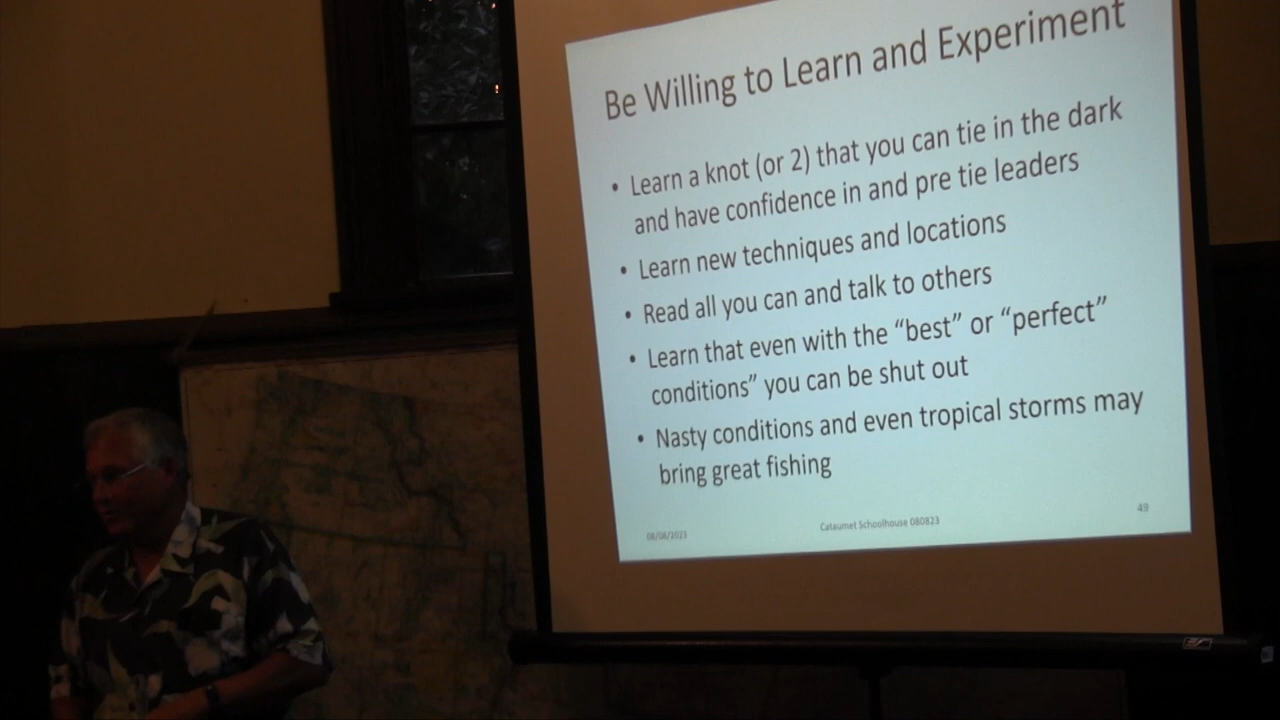 Be Willing to Learn and Experiment
• Learn a knot (or 2) that you can tie in the dark
and have confidence in and pre tie leaders
• Learn new techniques and locations
• Read all you can and talk to others
• Learn that even with the “best” or “perfect”
conditions” you can be shut out
• Nasty conditions and even tropical storms may
bring great fishing
08/08/2023
Cataumet Schoolhouse 080823
49